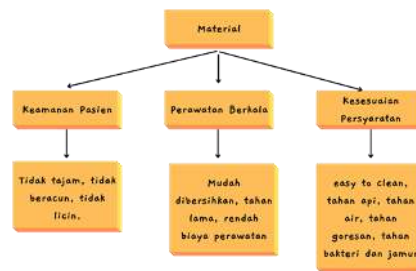 Material
Keamanan Pasien
Perawatan Berkala
Kesesuaian
Persyaratan
Tidak tajam, tidak
beracun, tidak
licin.
Mudah
dibersihkan, tahan
lama, rendah
biaya perawatan
easy to clean,
tahan api, tahan
air, tahan
goresan, tahan
bakteri dan jamur